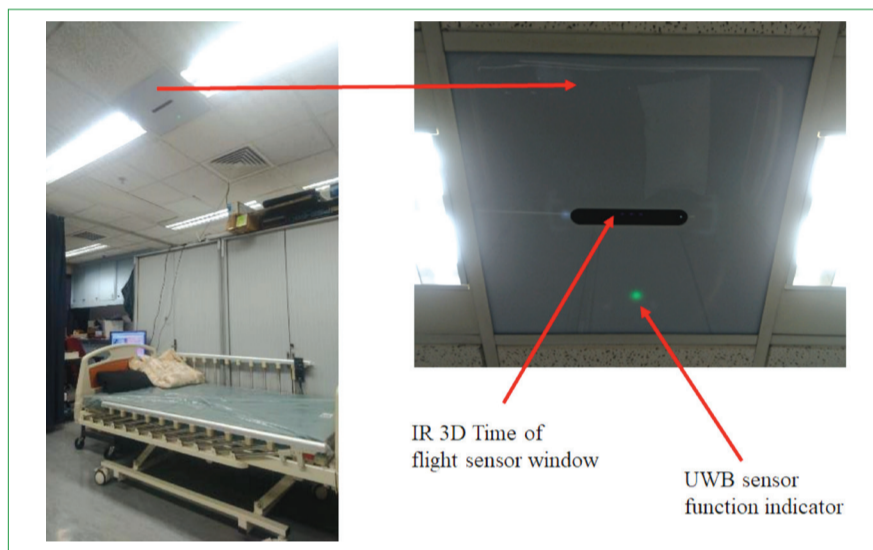 IR 3D Time of
flight sensor window
UWB sensor
function indicator